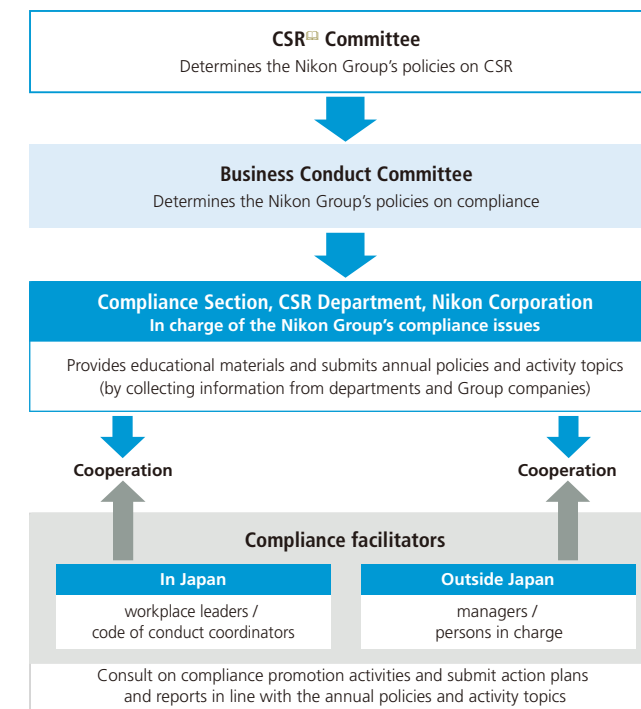 CSR Committee
Determines the Nikon Group's policies on CSR
Business Conduct Committee
Determines the Nikon Group's policies on compliance
Compliance Section, CSR Department, Nikon Corporation
In charge of the Nikon Group's compliance issues
Provides educational materials and submits annual policies and activity topics
(by collecting information from departments and Group companies)
Cooperation
Cooperation
Compliance facilitators
In Japan
workplace leaders /
code of conduct coordinators
Outside Japan
managers /
persons in charge
Consult on compliance promotion activities and submit action plans
and reports in line with the annual policies and activity topics